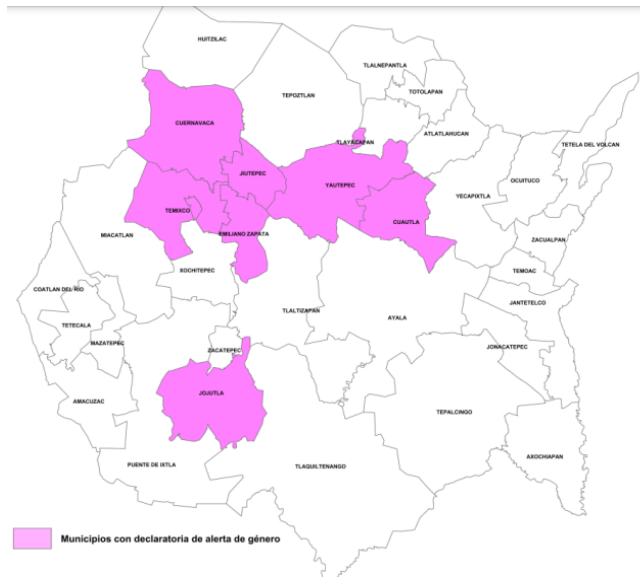 HUITZILAC
TLALNEPANTLA
TEPOZTLAN
TOTOLAPAN
CUERNAVACA
ATLATLAHUCAN
TLAYACAPAN
TETELA DEL VOLCAN
JIUTEPEC
OCUITUCO
YAUTEPEC
YECAPIXTLA
TEMIXCO
CUAUTLA
EMILIANO ZAPATA
ZACUALPAN
MIACATLAN
XOCHITEPEC
TEMOAC
COATLAN DEL RIO
JANTETELCO
TLALTIZAPAN
AYALA
TETECALA
MAZATEPEC
JONACATEPEC
ZACATEPEC
JOJUTLA
AMACUZAC
TEPALCINGO
AXOCHIAPAN
PUENTE DE IXTLA
TLAQUILTENANGO
Municipios con declaratoria de alerta de género